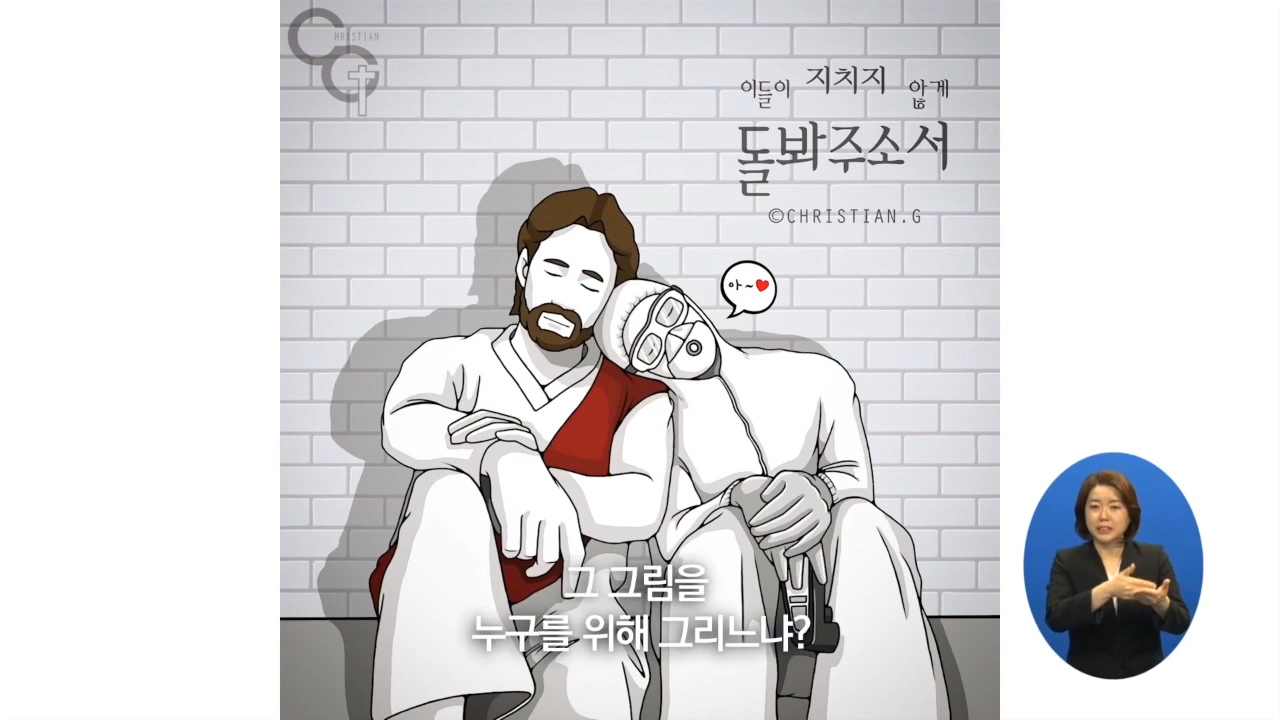 CHRISTIAN
이들이 지치지 않게
돌봐주소서
©CHRISTIAN.G
아~
그 그림을
누구를 위해 그리느냐?